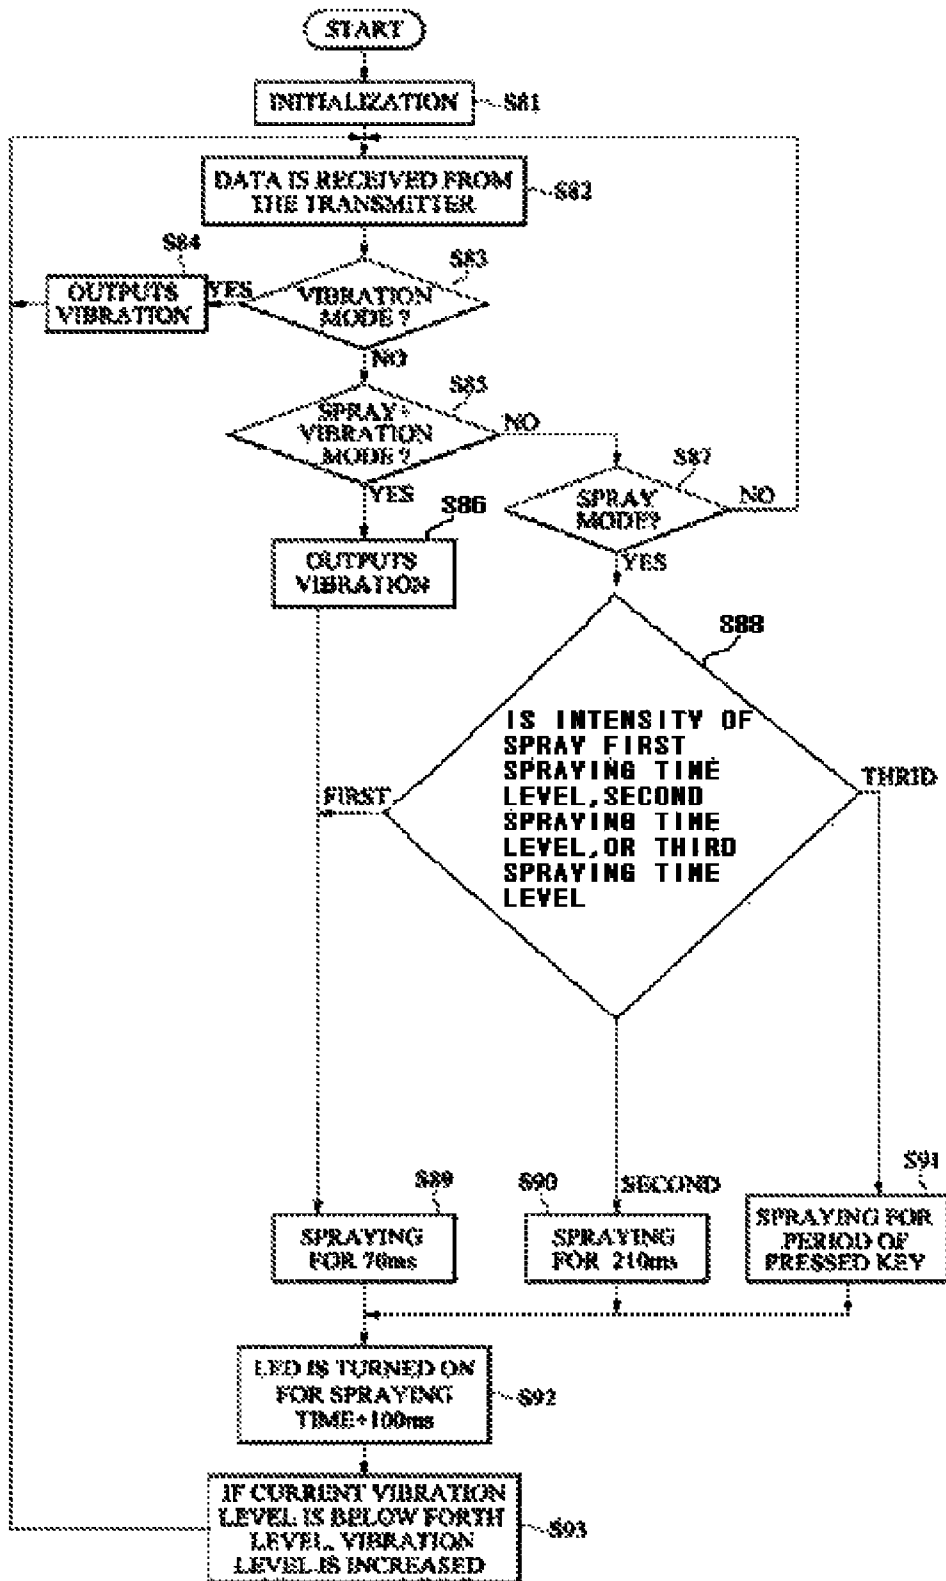 START
INITIALIZATION
S81
DATA IS RECEIVED FROM
THE TRANSMITTER
S82
S84
OUTPUTS
VIBRATION
YES
S83
VIBRATION
MODE ?
NO
S85
SPRAY+
VIBRATION
MODE ?
NO
YES
S87
SPRAY
MODE?
NO
YES
S86
OUTPUTS
VIBRATION
S88
IS INTENSITY OF
SPRAY FIRST
SPRAYING TIME
LEVEL,SECOND
SPRAYING TIME
LEVEL,OR THIRD
SPRAYING TIME
LEVEL
FIRST
THRID
SECOND
S89
SPRAYING
FOR 70ms
S90
SPRAYING
FOR 210ms
S91
SPRAYING FOR
PERIOD OF
PRESSED KEY
LED IS TURNED ON
FOR SPRAYING
TIME+100ms
S92
IF CURRENT VIBRATION
LEVEL IS BELOW FORTH
LEVEL, VIBRATION
LEVEL IS INCREASED
S93